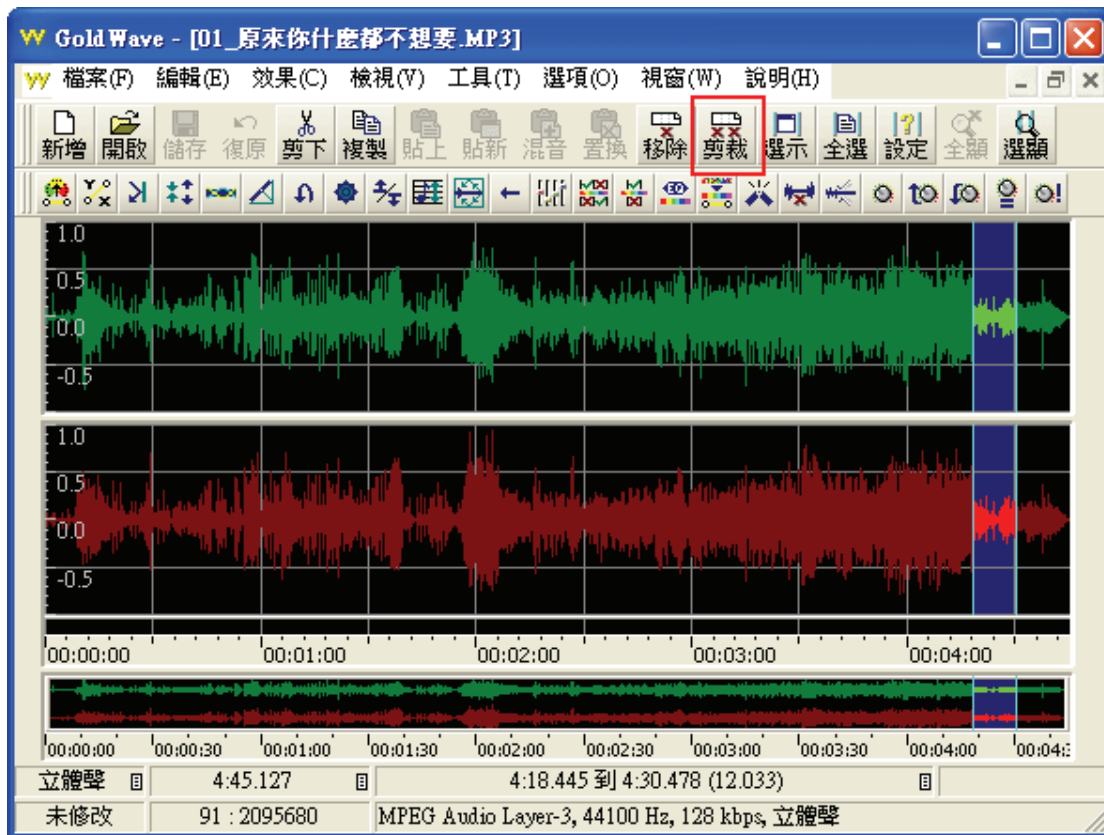 Gold Wave - [01_原來你什麼都不想要.MP3]
檔案(F) 編輯(E) 效果(C) 檢視(V) 工具(T) 選項(O) 視窗(W) 說明(H)
新增 開啟 儲存 復原 剪下 複製 貼上 貼新 混音 置換 移除 剪裁 選示 全選 設定 全顯 選顯
1.0
0.5
0.0
-0.5
1.0
0.5
0.0
-0.5
00:00:00 00:01:00 00:02:00 00:03:00 00:04:00
00:00:00 00:00:30 00:01:00 00:01:30 00:02:00 00:02:30 00:03:00 00:03:30 00:04:00 00:04:
立體聲 4:45.127 4:18.445 到 4:30.478 (12.033)
未修改 91 : 2095680 MPEG Audio Layer-3, 44100 Hz, 128 kbps, 立體聲